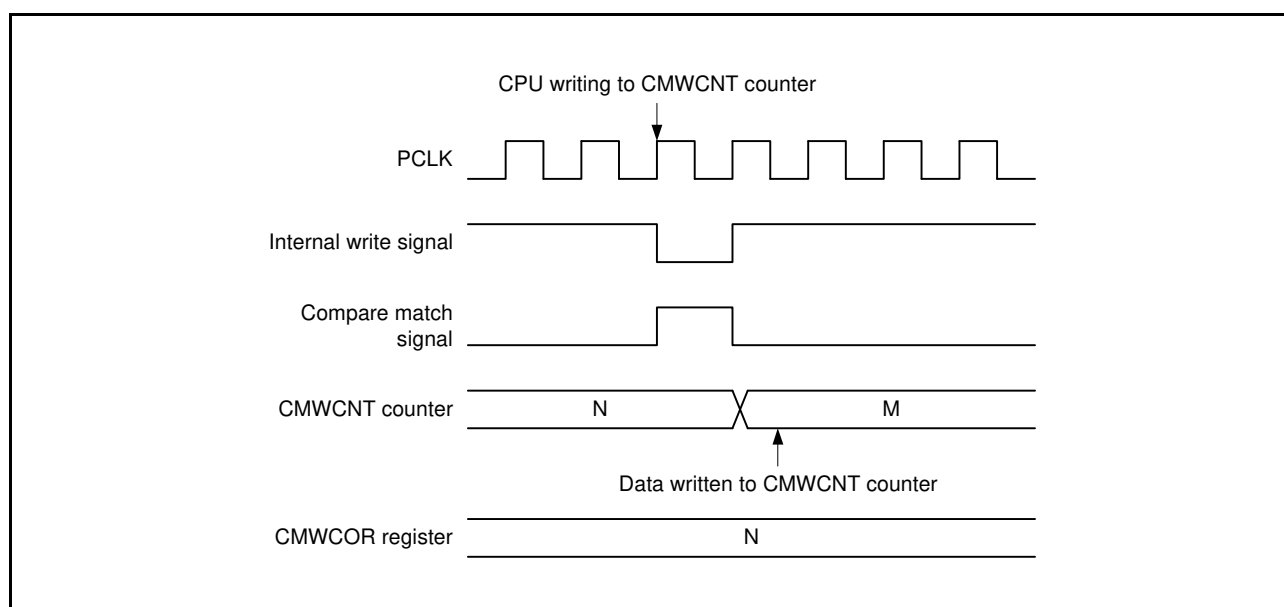 CPU writing to CMWCNT counter
PCLK
Internal write signal
Compare match
signal
CMWCNT counter
N
M
Data written to CMWCNT counter
CMWCOR register
N